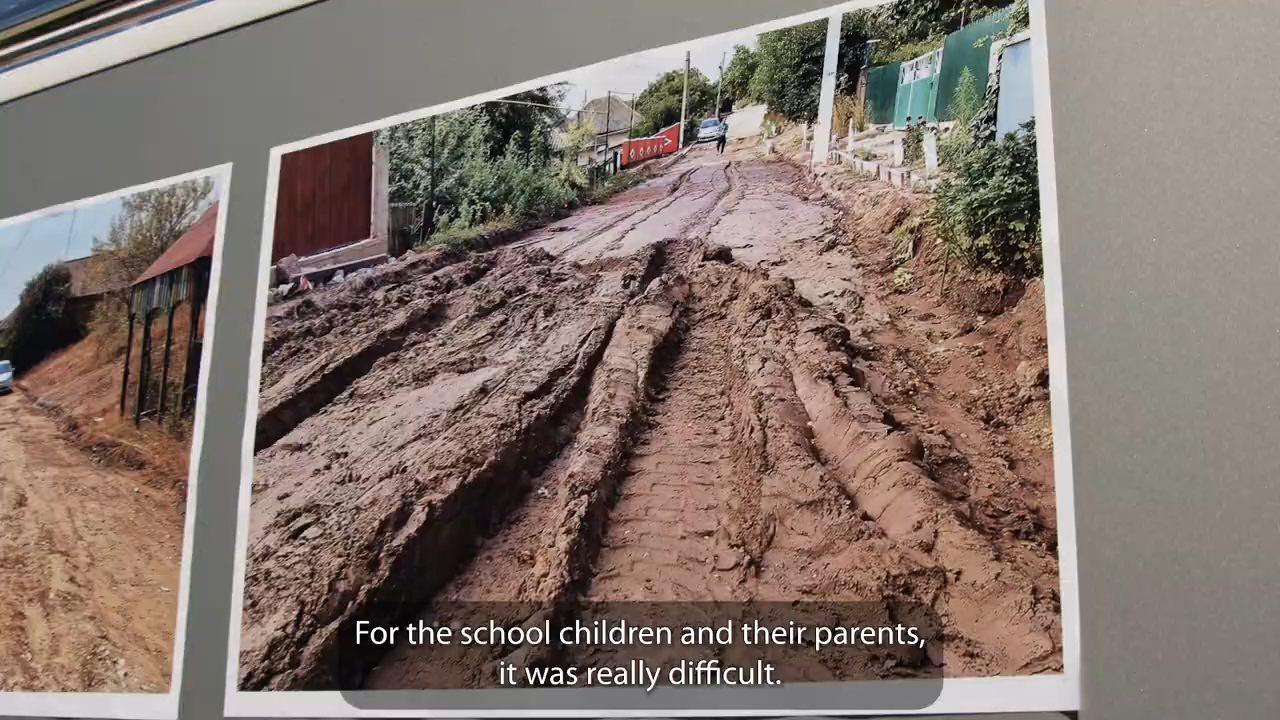 For the school children and their parents,
it was really difficult.